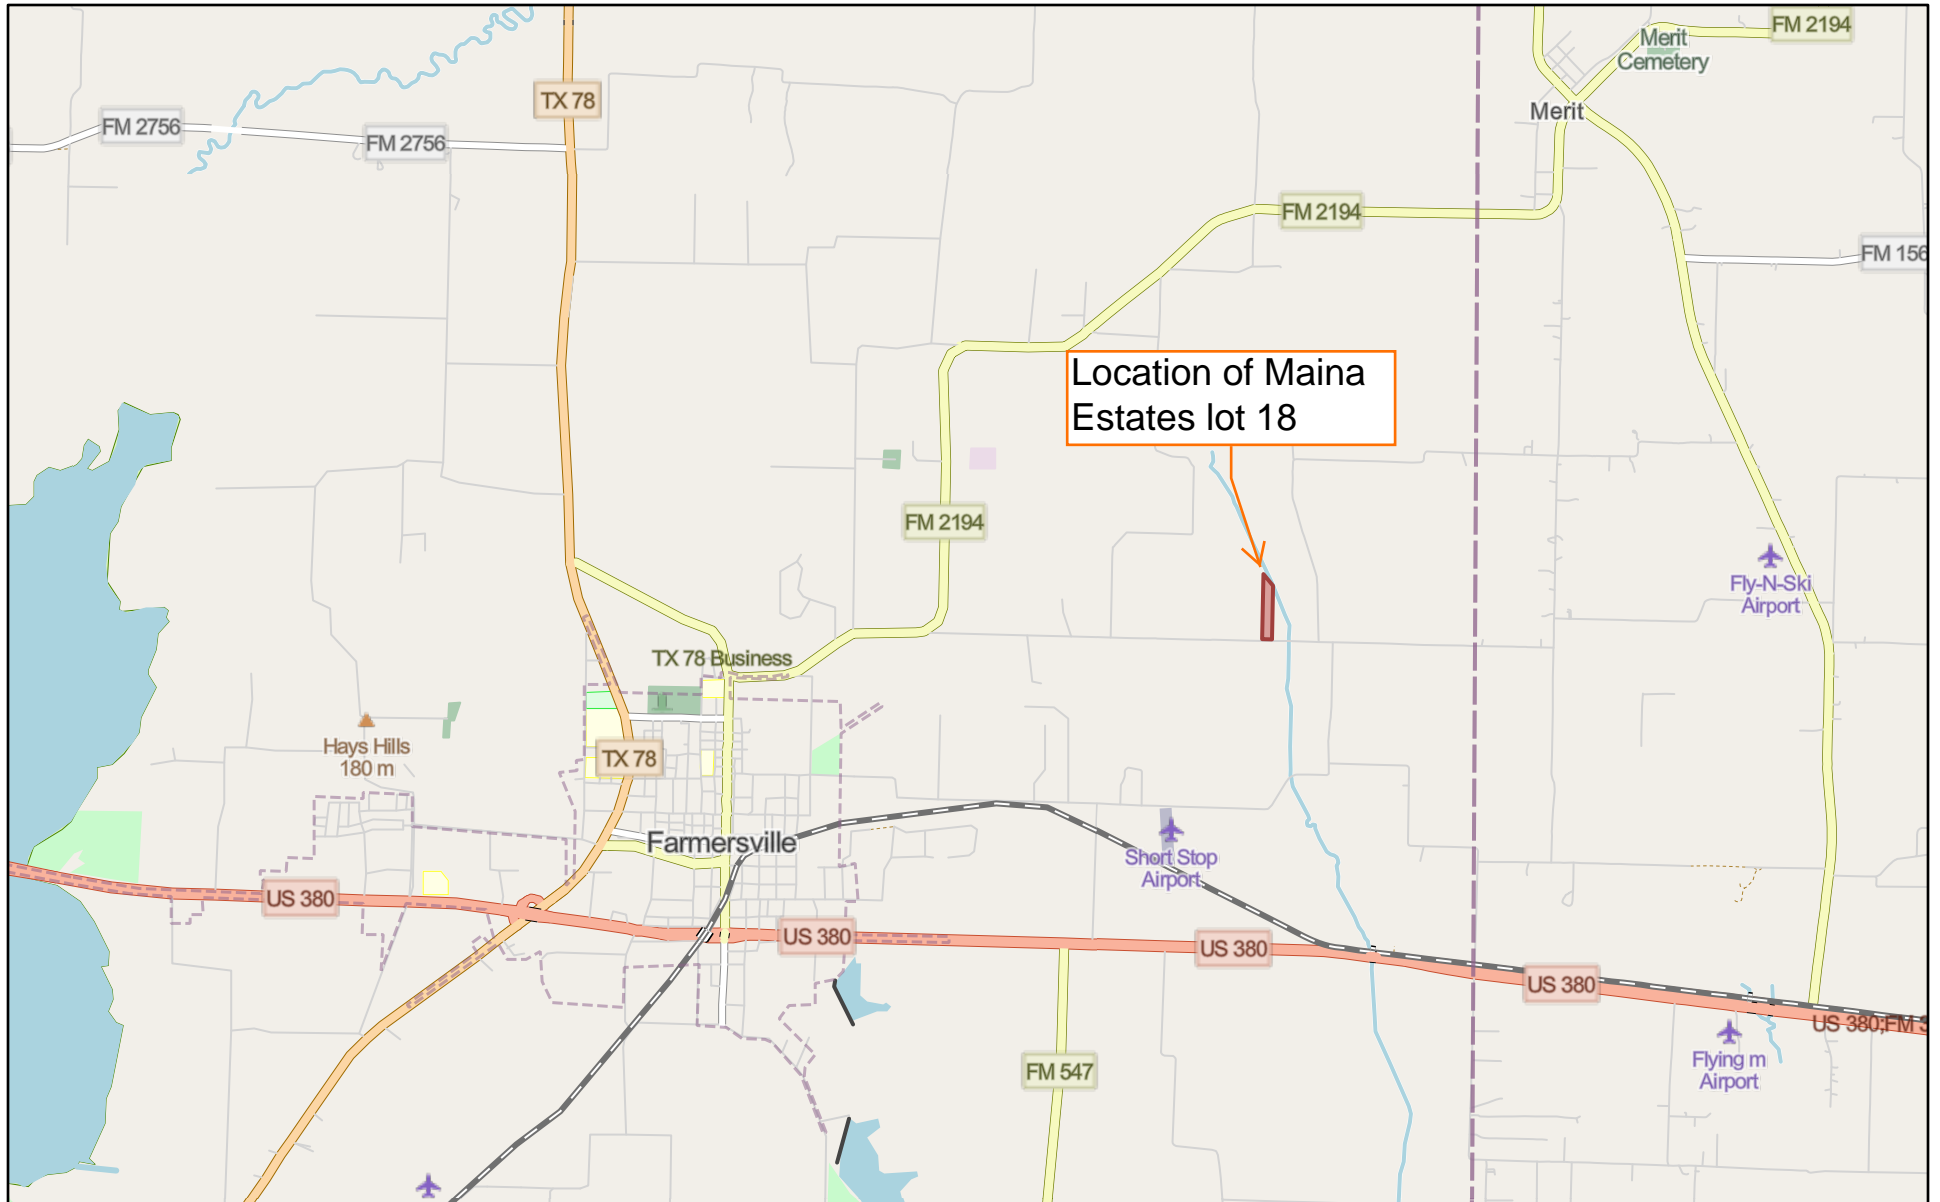 FM 2194
Merit
Cemetery
TX 78
Merit
FM 2756
FM 2756
FM 2194
FM 156
Location of Maina
Estates lot 18
FM 2194
Fly-N-Ski
Airport
TX 78 Business
Hays Hills
180 m
TX 78
Farmersville
Short Stop
Airport
US 380
US 380
US 380
US 380
US 380;FM 3
Flying m
Airport
FM 547